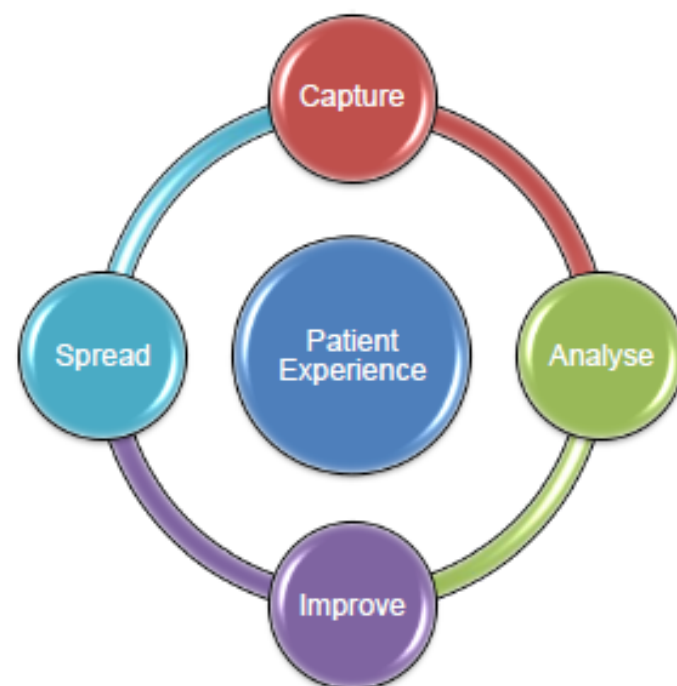 Capture
Spread
Patient
Experience
Analyse
Improve